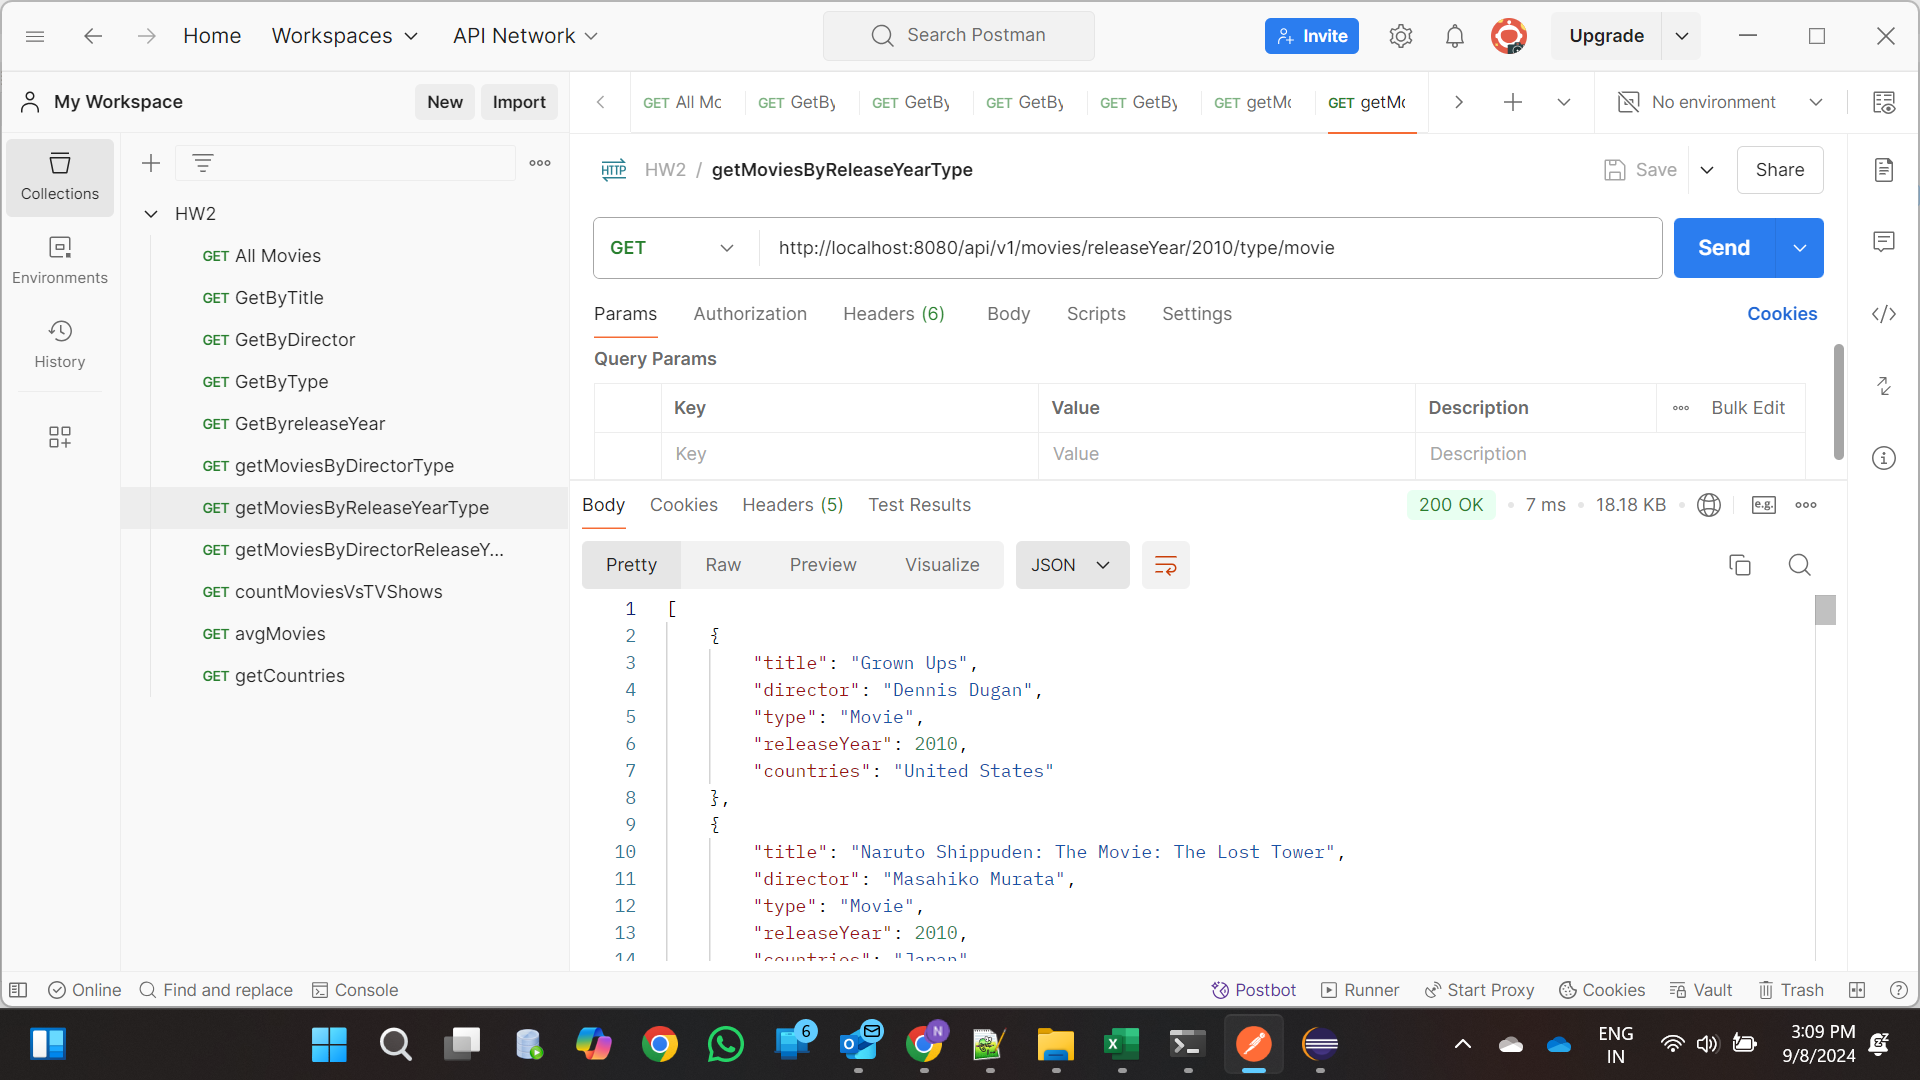 Home
Workspaces
API Network
Search Postman
Invite
Upgrade
My Workspace
New
Import
GET All Mo
GET GetBy
GET GetBy
GET GetBy
GET GetBy
GET getMo
GET getMo
No environment
Collections
Environments
History
HW2
GET All Movies
GET GetByTitle
GET GetByDirector
GET GetByType
GET GetByreleaseYear
GET getMoviesByDirectorType
GET getMoviesByReleaseYearType
GET getMoviesByDirectorReleaseY...
GET countMoviesVsTVShows
GET avgMovies
GET getCountries
HTTP HW2 / getMoviesByReleaseYearType
Save
Share
GET
http://localhost:8080/api/v1/movies/releaseYear/2010/type/movie
Send
Params Authorization Headers (6) Body Scripts Settings
Cookies
Query Params
Key Value Description Bulk Edit
Key Value Description
Body Cookies Headers (5) Test Results
200 OK 7 ms 18.18 KB e.g.
Pretty Raw Preview Visualize JSON
1 [
2 {
3 "title": "Grown Ups",
4 "director": "Dennis Dugan",
5 "type": "Movie",
6 "releaseYear": 2010,
7 "countries": "United States"
8 },
9 {
10 "title": "Naruto Shippuden: The Movie: The Lost Tower",
11 "director": "Masahiko Murata",
12 "type": "Movie",
13 "releaseYear": 2010,
14 "countries": "Japan"
Online
Find and replace
Console
Postbot
Runner
Start Proxy
Cookies
Vault
Trash
6
N
ENG
IN
3:09 PM
9/8/2024